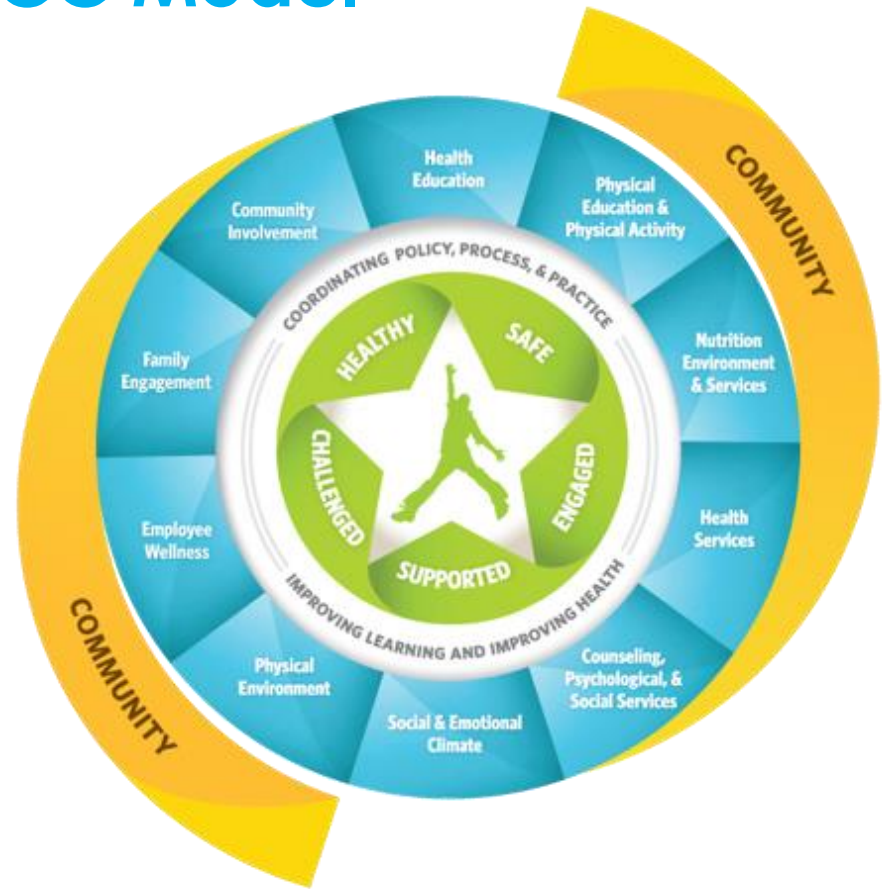 Model
COMMUNITY
Health
Education
Physical
Education &
Physical Activity
Nutrition
Environment
& Services
Health
Services
Counseling,
Psychological, &
Social Services
Social & Emotional
Climate
Physical
Environment
Employee
Wellness
Family
Engagement
Community
Involvement
COORDINATING POLICY, PROCESS, & PRACTICE
IMPROVING LEARNING AND IMPROVING HEALTH
HEALTHY
SAFE
ENGAGED
SUPPORTED
CHALLENGED
COMMUNITY